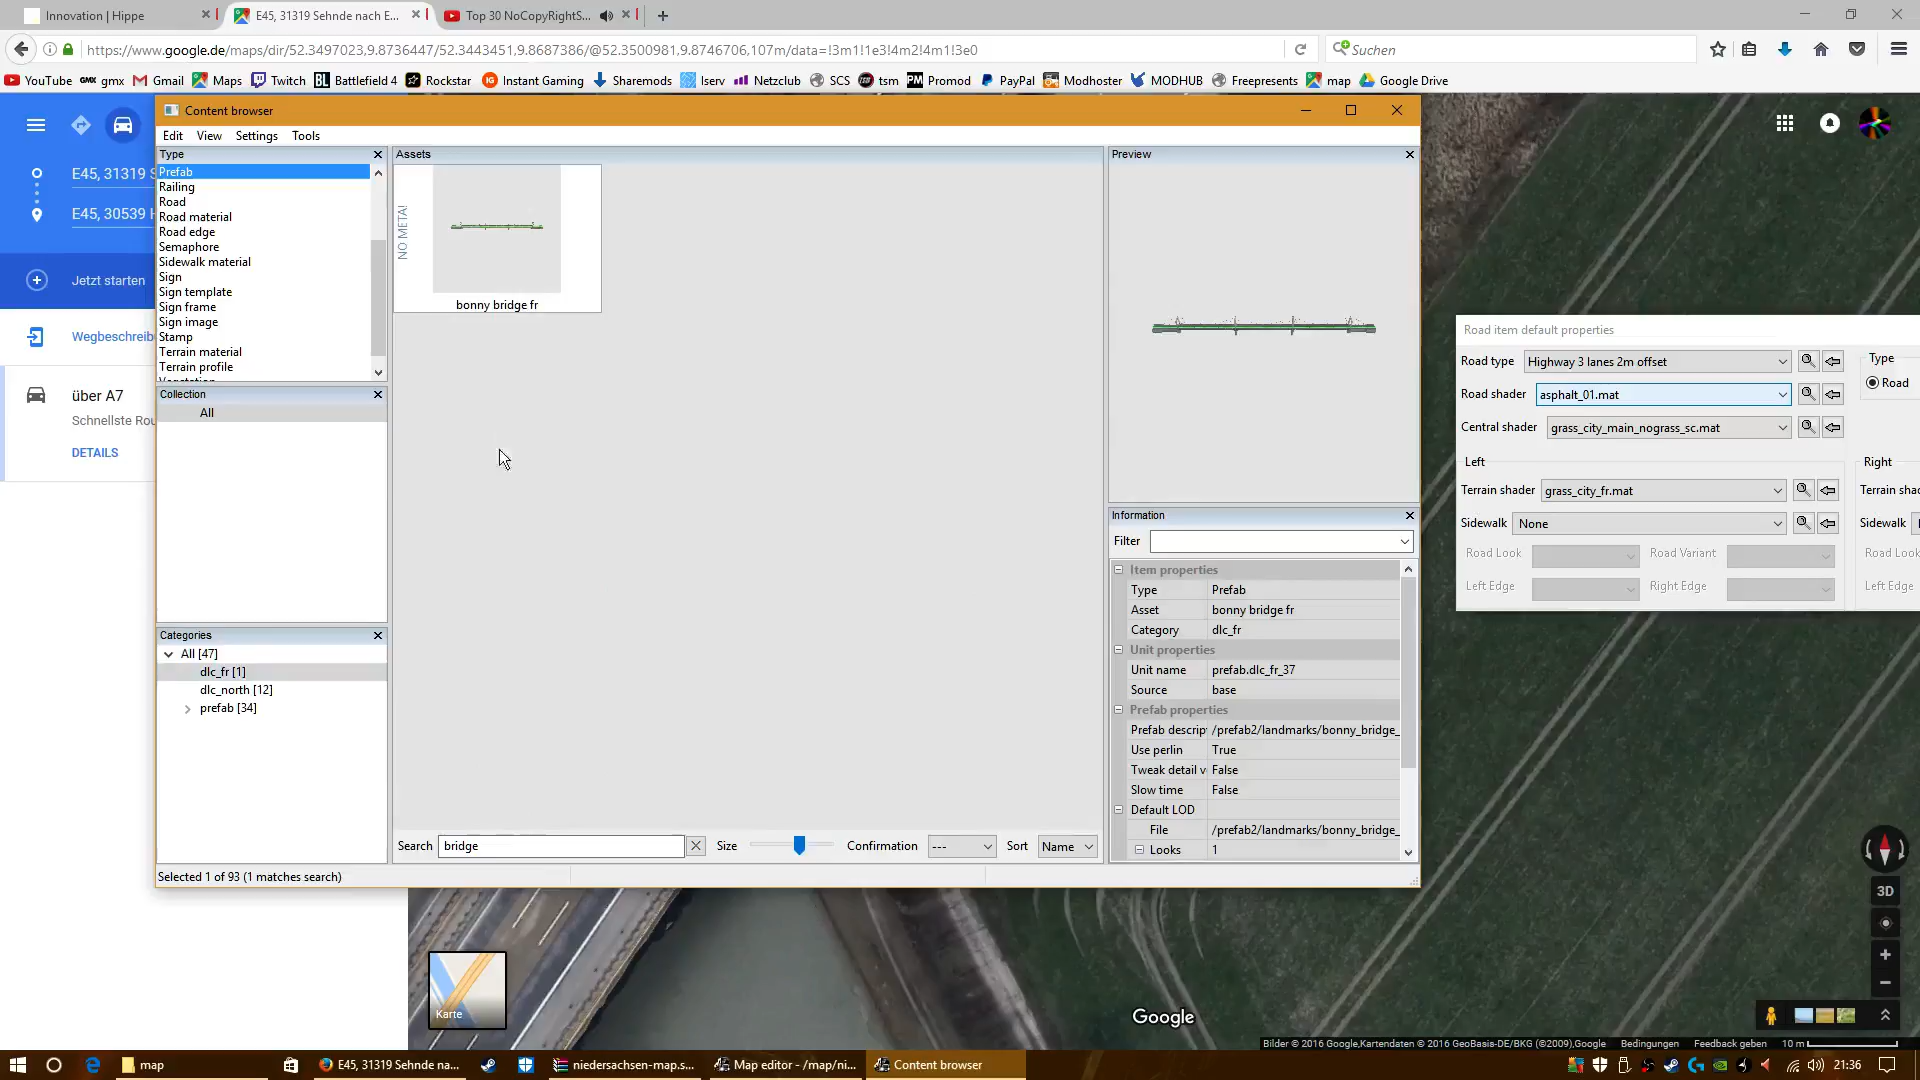 Innovation | Hippe
E45, 31319 Sehnde nach E...
Top 30 NoCopyRightS...
https://www.google.de/maps/dir/52.3497023,9.8736447/52.3443451,9.8687386/@52.3500981,9.8746706,107m/data=!3m1!1e3!4m2!4m1!3e0
Suchen
YouTube
gmx
Gmail
Maps
Twitch
Battlefield 4
Rockstar
Instant Gaming
Sharemods
Iserv
Netzclub
SCS
tsm
Promod
PayPal
Modhoster
MODHUB
Freepresents
map
Google Drive
Content browser
Edit View Settings Tools
Type
Prefab
Railing
Road
Road material
Road edge
Semaphore
Sidewalk material
Sign
Sign template
Sign frame
Sign image
Stamp
Terrain material
Terrain profile
Collection
All
Categories
All [47]
dlc_fr [1]
dlc_north [12]
prefab [34]
Assets
NO META!
bonny bridge fr
Search bridge
Size
Confirmation ---
Sort Name
Selected 1 of 93 (1 matches search)
Preview
Information
Filter
Item properties
Type Prefab
Asset bonny bridge fr
Category dlc_fr
Unit properties
Unit name prefab.dlc_fr_37
Source base
Prefab properties
Prefab descrip /prefab2/landmarks/bonny_bridge_
Use perlin True
Tweak detail v False
Slow time False
Default LOD
File /prefab2/landmarks/bonny_bridge_
Looks 1
E45, 31319 S
E45, 30539 H
Jetzt starten
Wegbeschreib
über A7
Schnellste Rou
DETAILS
Road item default properties
Road type Highway 3 lanes 2m offset
Type
Road shader asphalt_01.mat
Road
Central shader grass_city_main_nograss_sc.mat
Left
Right
Terrain shader grass_city_fr.mat
Terrain shad
Sidewalk None
Sidewalk
Road Look
Road Variant
Road Look
Left Edge
Right Edge
Left Edge
Karte
Google
3D
Bilder © 2016 Google,Kartendaten © 2016 GeoBasis-DE/BKG (©2009),Google
Bedingungen
Feedback geben
10 m
map
E45, 31319 Sehnde na...
niedersachsen-map.s...
Map editor - /map/ni...
Content browser
21:36